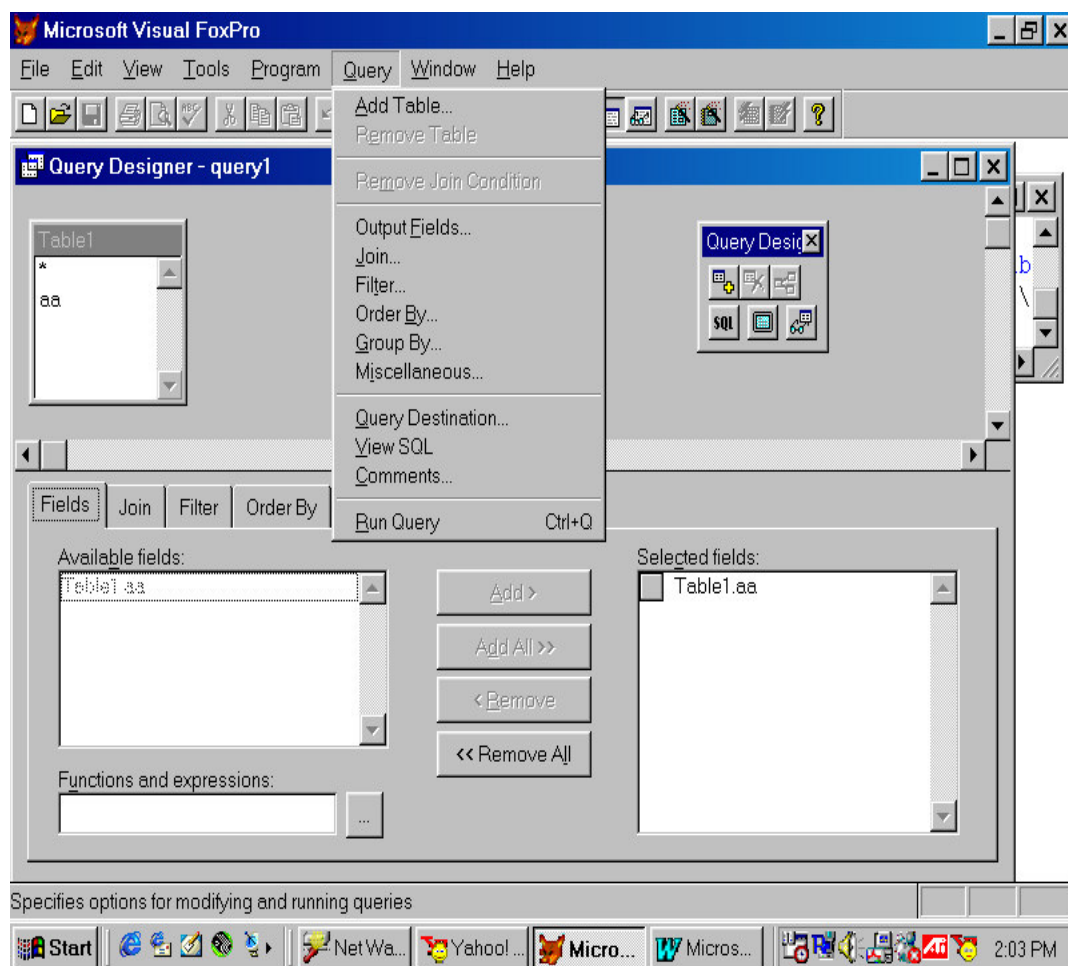 Microsoft Visual FoxPro
File Edit View Tools Program Query Window Help
Add Table...
Remove Table
Remove Join Condition
Output Fields...
Join...
Filter...
Order By...
Group By...
Miscellaneous...
Query Destination...
View SQL
Comments...
Run Query Ctrl+Q
Query Designer - query1
Table1
*
aa
Query Desig
SQL
b
\
Fields Join Filter Order By
Available fields:
Table1.aa
Functions and expressions:
...
Add >
Add All >>
< Remove
<< Remove All
Selected fields:
Table1.aa
Specifies options for modifying and running queries
Start Net Wa... Yahoo! ... Micro... Micros... ATI 2:03 PM